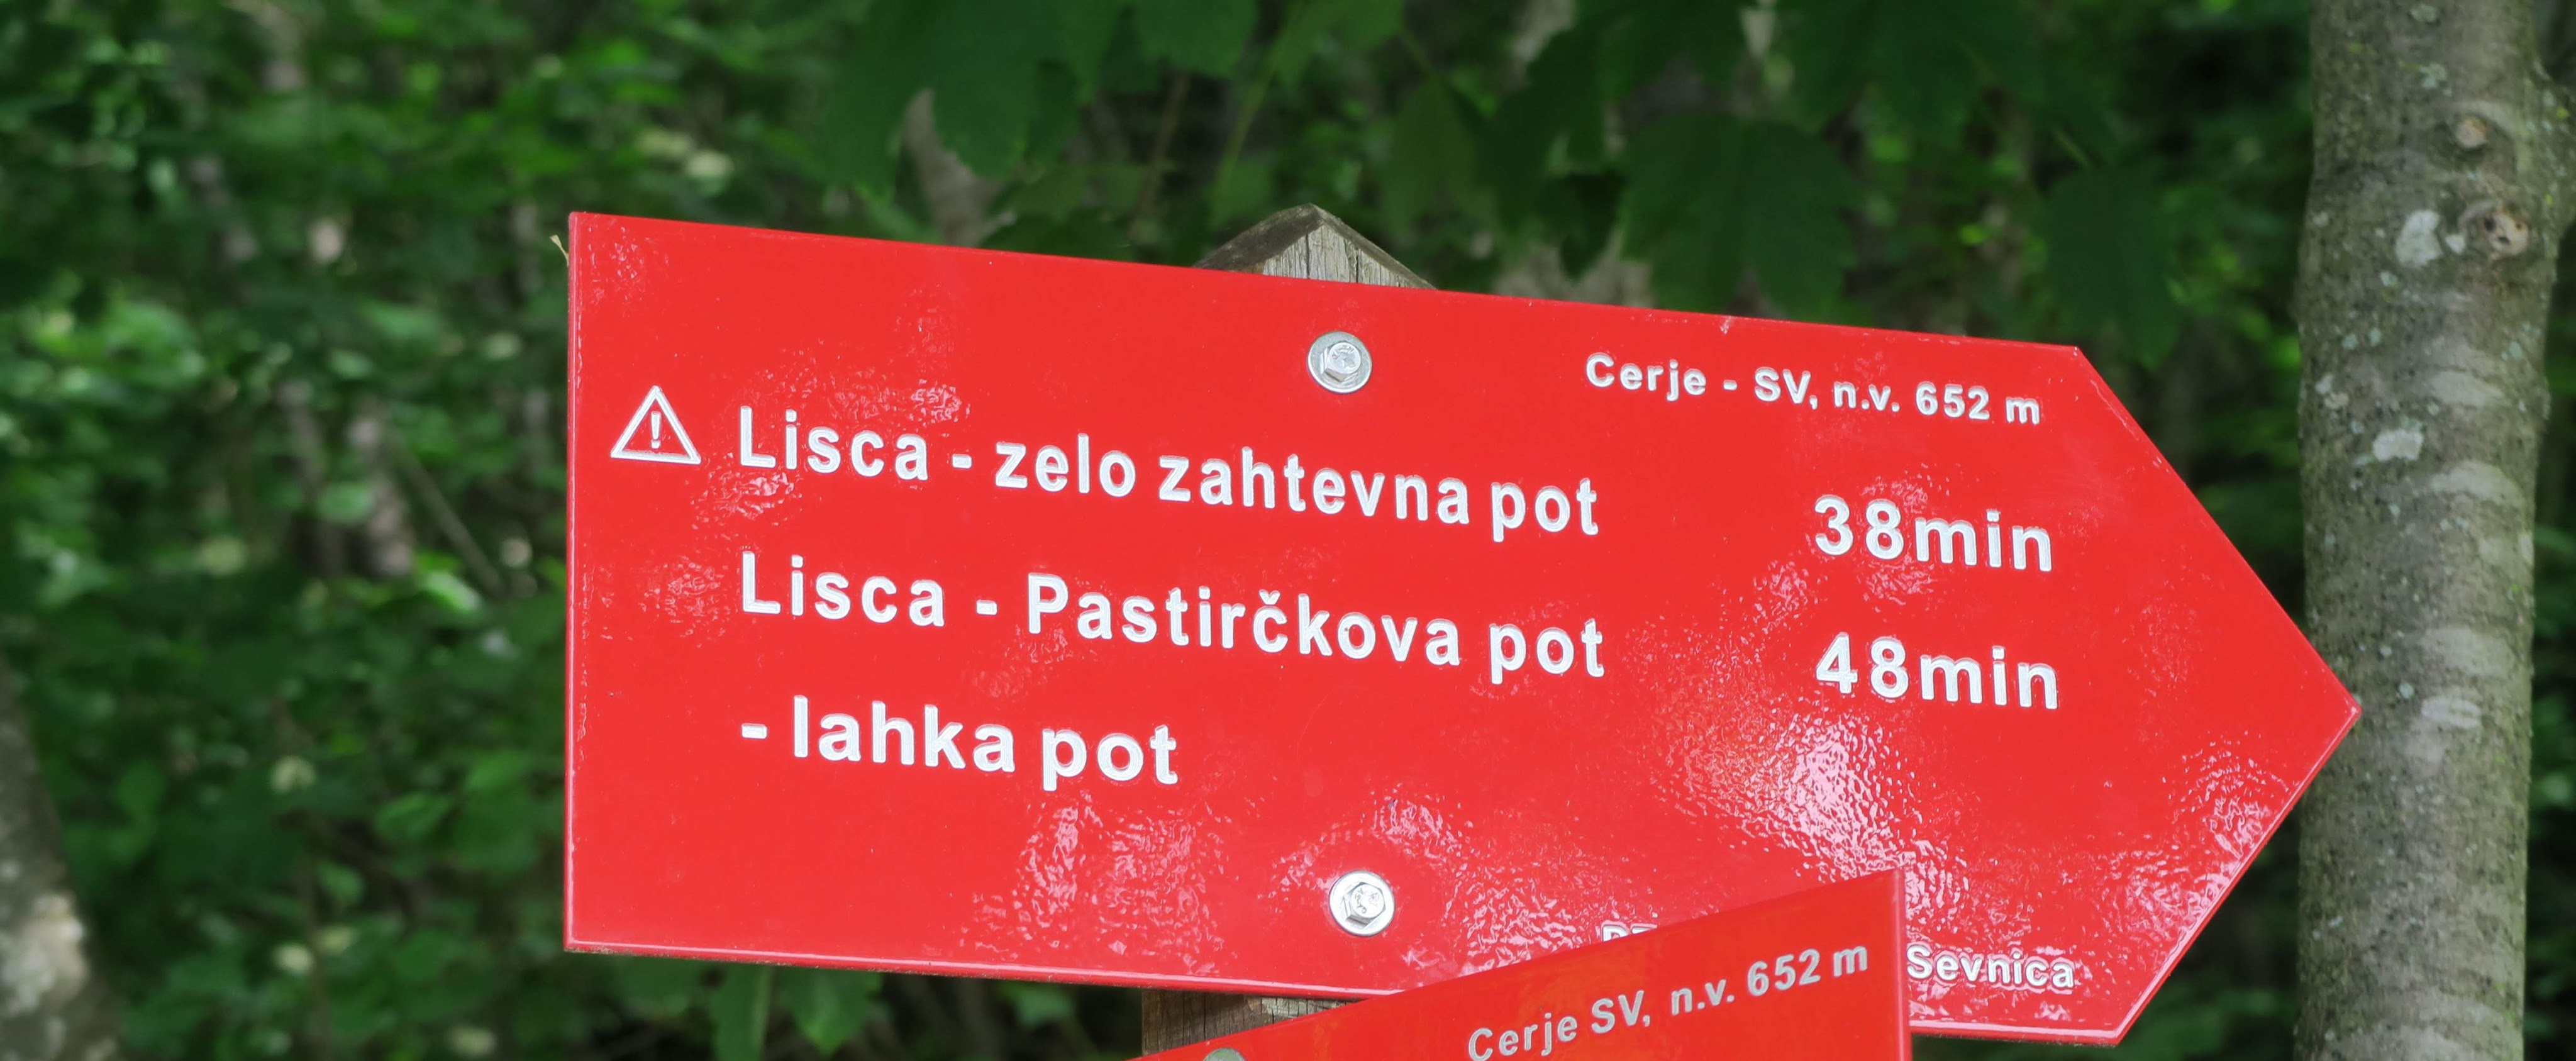 Cerje - SV, n.v. 652 m
Lisca - zelo zahtevna pot 38min
Lisca - Pastirčkova pot 48min
- lahka pot
Sevnica
Cerje SV, n.v. 652 m